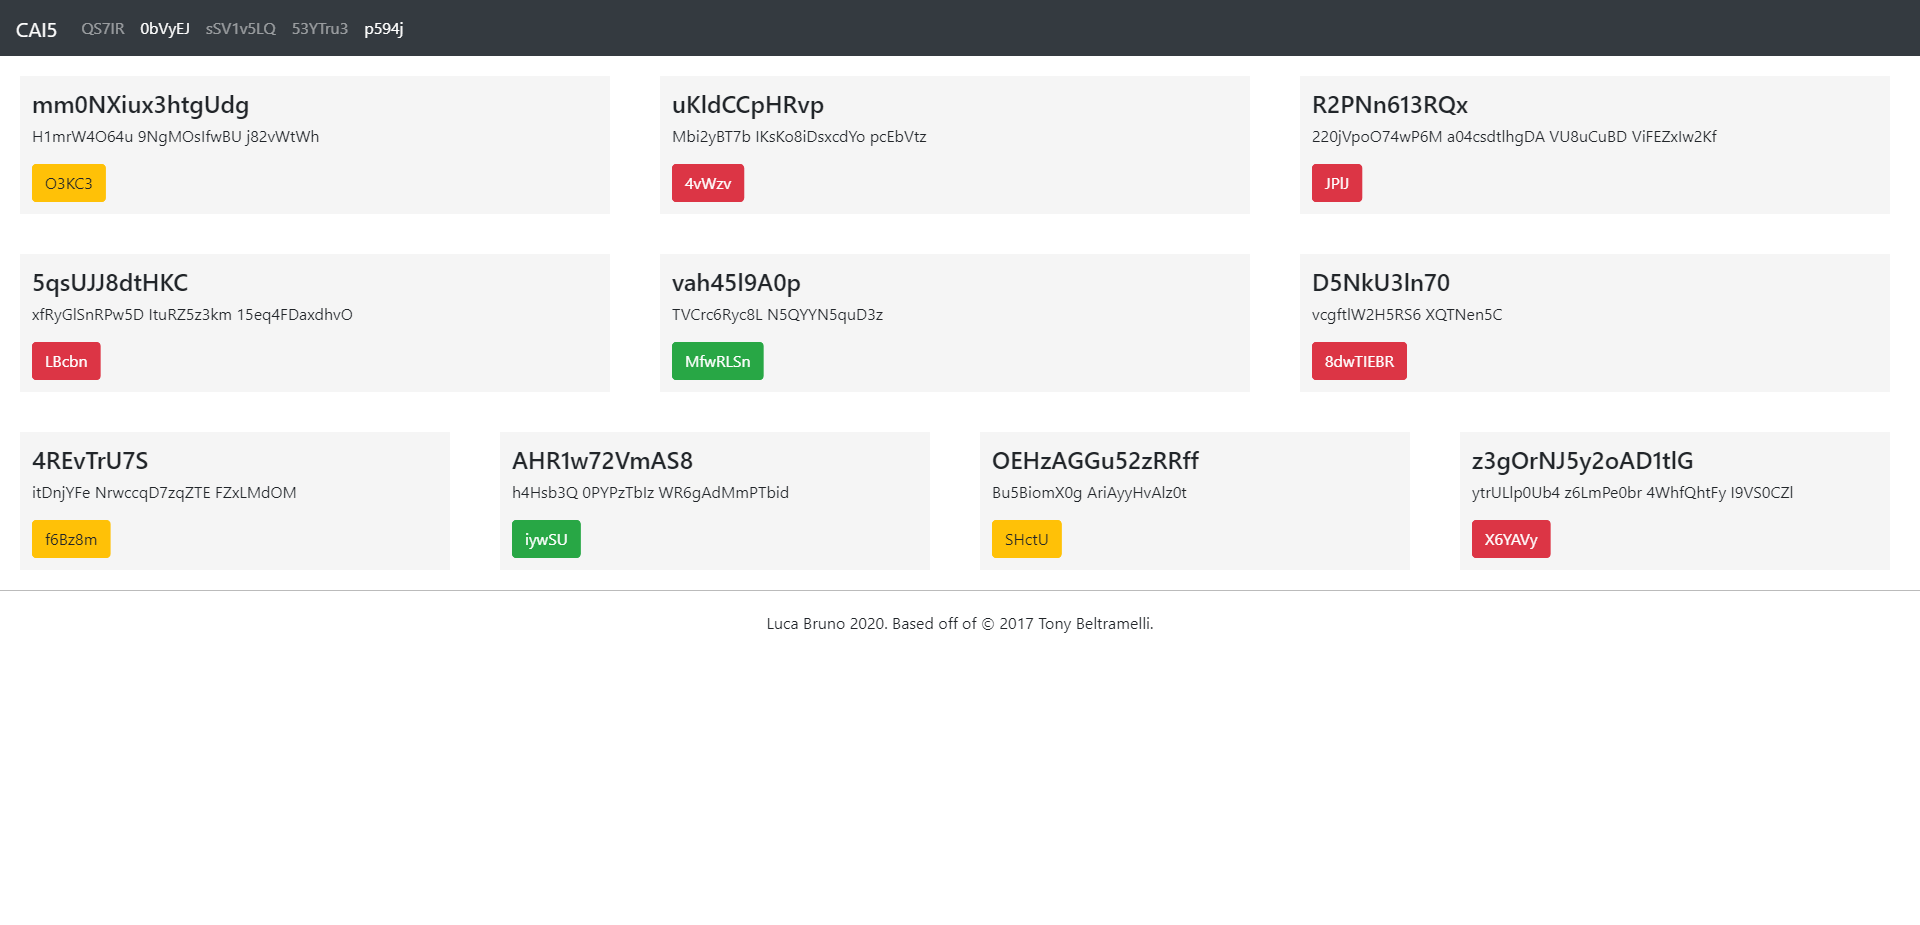 CAI5 QS7IR 0bVyEJ sSV1v5LQ 53YTru3 p594j
mm0NXiux3htgUdg
H1mrW4O64u 9NgMOsIfwBU j82vWtWh
O3KC3
uKldCCpHRvp
Mbi2yBT7b IKsKo8iDsxcdYo pcEbVtz
4vWzv
R2PNn613RQx
220jVpoO74wP6M a04csdtlhgDA VU8uCuBD ViFEZxIw2Kf
JPlJ
5qsUJJ8dtHKC
xfRyGlSnRPw5D ItuRZ5z3km 15eq4FDaxdhvO
LBcbn
vah45l9A0p
TVCrc6Ryc8L N5QYYN5quD3z
MfwRLSn
D5NkU3ln70
vcgftlW2H5RS6 XQTNen5C
8dwTIEBR
4REvTrU7S
itDnjYFe NrwccqD7zqZTE FZxLMdOM
f6Bz8m
AHR1w72VmAS8
h4Hsb3Q 0PYPzTbIz WR6gAdMmPTbid
iywSU
OEHzAGGu52zRRff
Bu5BiomX0g AriAyyHvAlz0t
SHctU
z3gOrNJ5y2oAD1tlG
ytrULlp0Ub4 z6LmPe0br 4WhfQhtFy I9VS0CZl
X6YAVy
Luca Bruno 2020. Based off of © 2017 Tony Beltramelli.